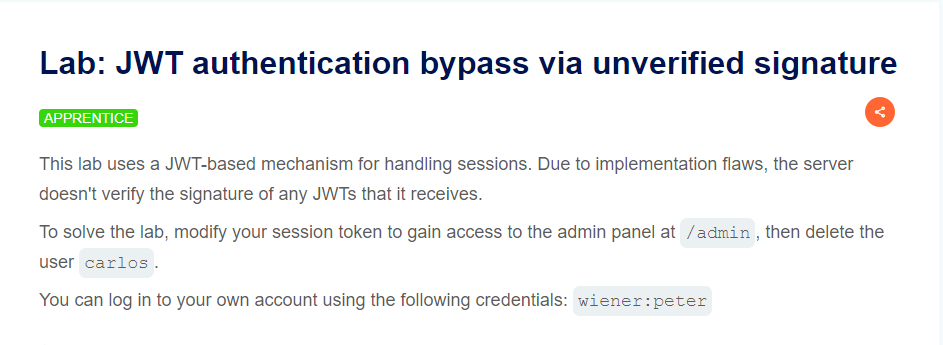 Lab: JWT authentication bypass via unverified signature
APPRENTICE
This lab uses a JWT-based mechanism for handling sessions. Due to implementation flaws, the server
doesn't verify the signature of any JWTs that it receives.
To solve the lab, modify your session token to gain access to the admin panel at /admin, then delete the
user carlos.
You can log in to your own account using the following credentials: wiener:peter